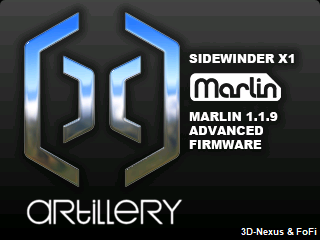 SIDEWINDER X1
Marlin
MARLIN 1.1.9
ADVANCED
FIRMWARE
ARTILLERY
3D-Nexus & FoFi